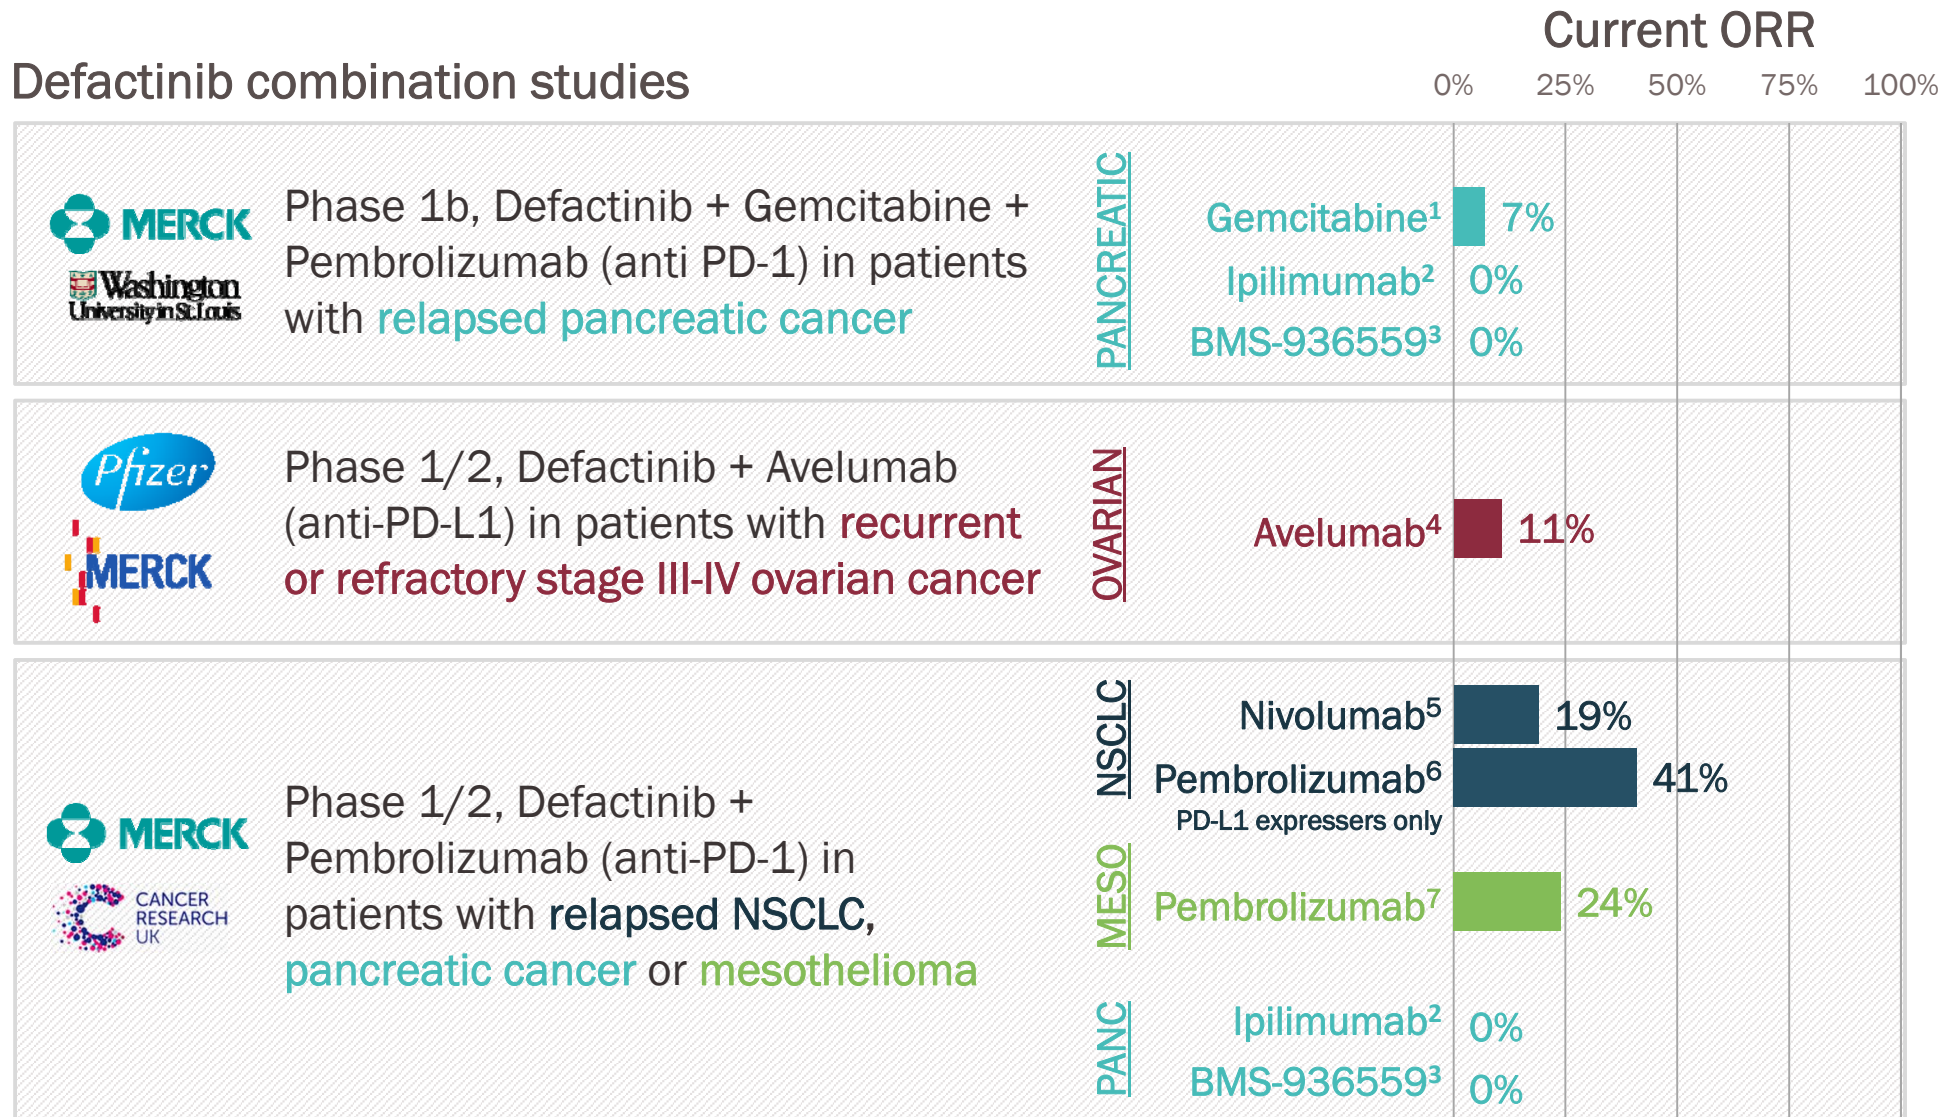 Current ORR
Defactinib combination studies
0% 25% 50% 75% 100%
MERCK
Washington
University in St. Louis
Phase 1b, Defactinib + Gemcitabine +
Pembrolizumab (anti PD-1) in patients
with relapsed pancreatic cancer
PANCREATIC
Gemcitabine¹ 7%
Ipilimumab² 0%
BMS-936559³ 0%
Pfizer
MERCK
Phase 1/2, Defactinib + Avelumab
(anti-PD-L1) in patients with recurrent
or refractory stage III-IV ovarian cancer
OVARIAN
Avelumab⁴ 11%
MERCK
CANCER
RESEARCH
UK
Phase 1/2, Defactinib +
Pembrolizumab (anti-PD-1) in
patients with relapsed NSCLC,
pancreatic cancer or mesothelioma
NSCLC
Nivolumab⁵ 19%
Pembrolizumab⁶ 41%
PD-L1 expressers only
MESO
Pembrolizumab⁷ 24%
PANC
Ipilimumab² 0%
BMS-936559³ 0%